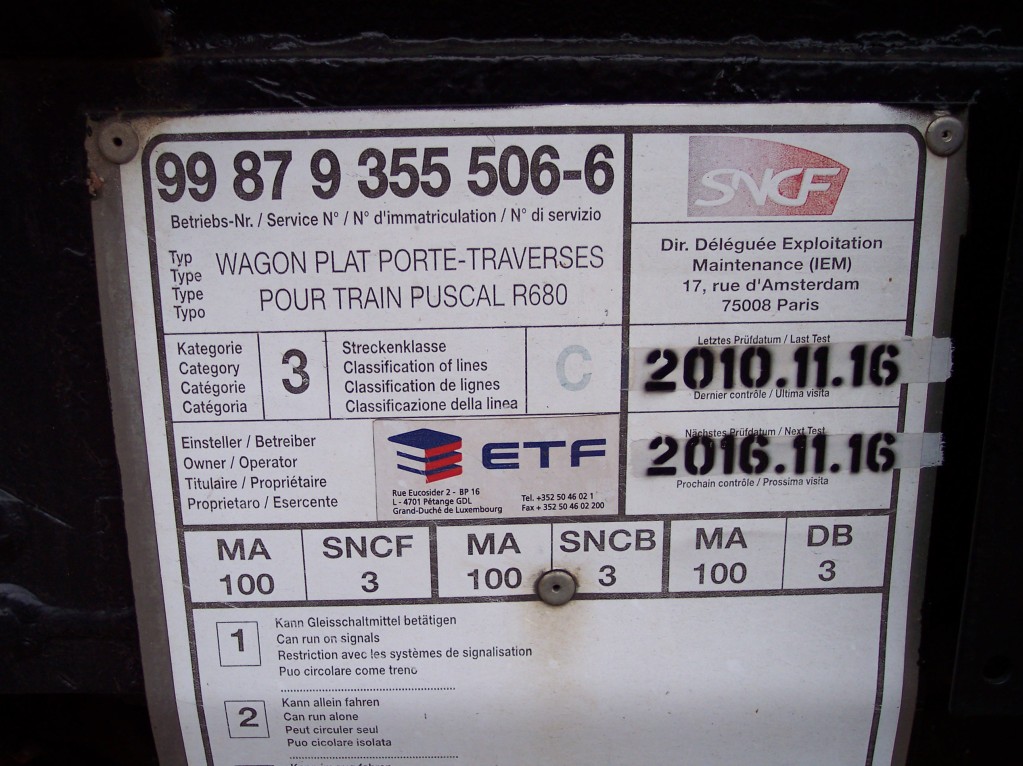 99 87 9 355 506-6
Betriebs-Nr. / Service N° / N° d'immatriculation / N° di servizio
Typ
Type
Type
Typo
WAGON PLAT PORTE-TRAVERSES
POUR TRAIN PUSCAL R680
SNCF
Dir. Déléguée Exploitation
Maintenance (IEM)
17, rue d'Amsterdam
75008 Paris
Kategorie
Category
Catégorie
Catégoria
3
Streckenklasse
Classification of lines
Classification de lignes
Classificazione della linea
C
Letztes Prüfdatum / Last Test
2010.11.16
Dernier contrôle / Ultima visita
Nächstes Prüfdatum / Next Test
2016.11.16
Prochain contrôle / Prossima visita
Einsteller / Betreiber
Owner / Operator
Titulaire / Propriétaire
Proprietaro / Esercente
ETF
Rue Eucosider 2 - BP 16
L - 4701 Pétange GDL
Grand-Duché de Luxembourg
Tel. +352 50 46 02 1
Fax + 352 50 46 02 200
MA
100
SNCF
3
MA
100
SNCB
3
MA
100
DB
3
1
Kann Gleisschaltmittel betätigen
Can run on signals
Restriction avec les systèmes de signalisation
Puo circolare come treno
2
Kann allein fahren
Can run alone
Peut circuler seul
Puo cicolare isolata